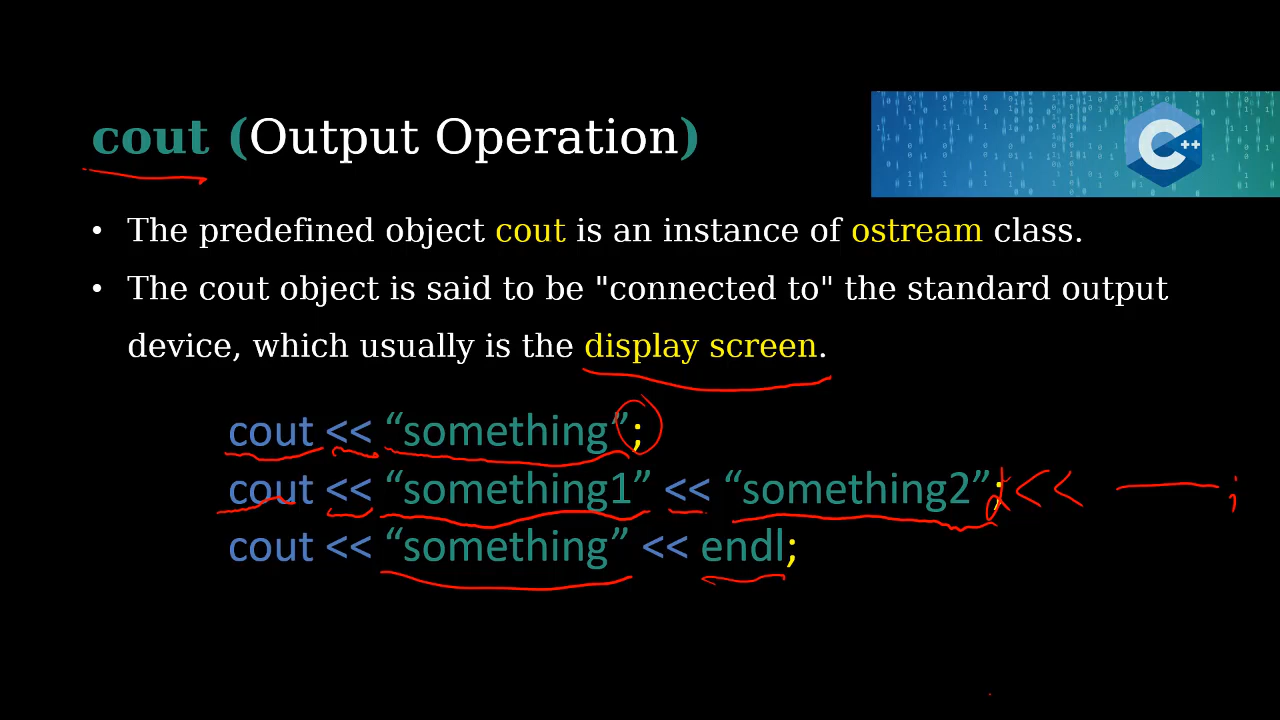 cout (Output Operation)
C++
• The predefined object cout is an instance of ostream class.
• The cout object is said to be "connected to" the standard output
device, which usually is the display screen.
cout << “something”;
cout << “something1” << “something2”; << — ;
cout << “something” << endl;